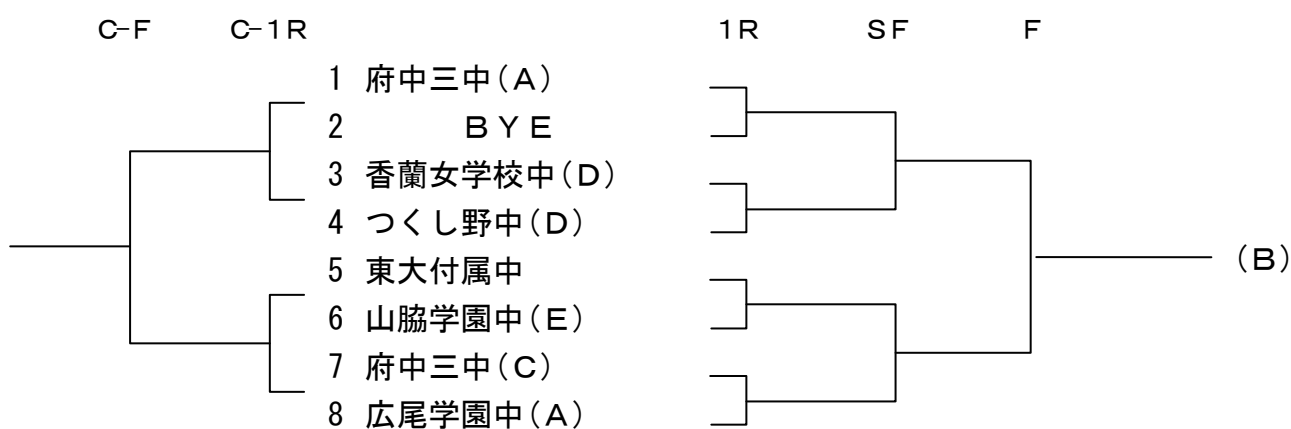 C-F C-1R 1R SF F
1 府中三中(A)
2 BYE
3 香蘭女学校中(D)
4 つくし野中(D)
5 東大付属中
(B)
6 山脇学園中(E)
7 府中三中(C)
8 広尾学園中(A)